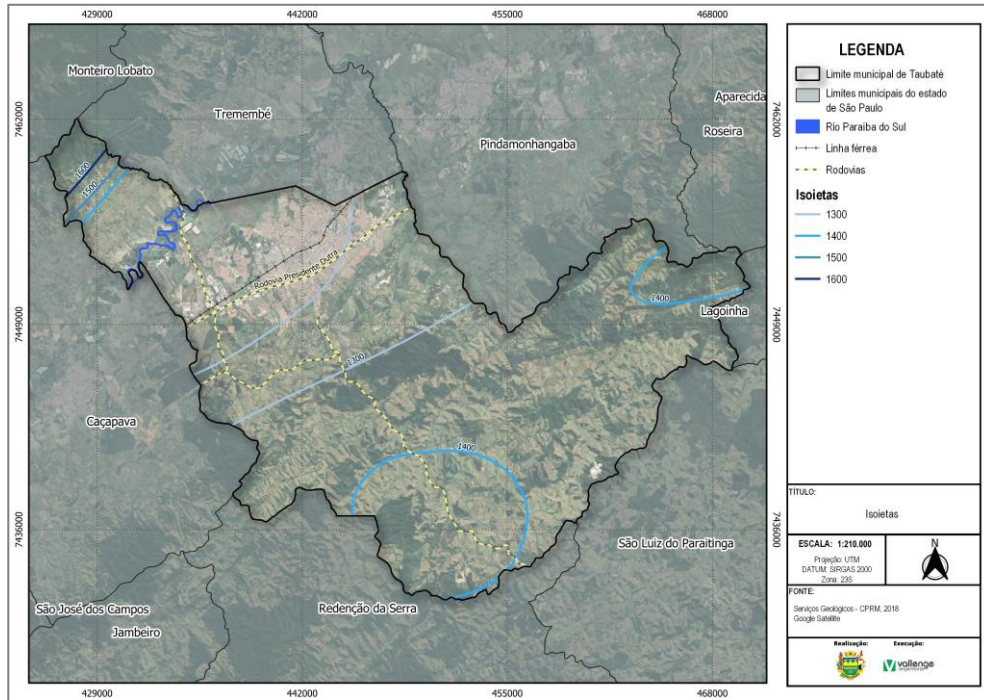 429000
442000
455000
468000
Monteiro Lobato
Tremembé
Aparecida
Roseira
Pindamonhangaba
7462000
7462000
1600
1500
Rodovia Presidente Dutra
1400
Lagoinha
7449000
7449000
1300
Caçapava
1400
7436000
7436000
São Luiz do Paraitinga
São José dos Campos
Redenção da Serra
Jambeiro
429000
442000
455000
468000
LEGENDA
Limite municipal de Taubaté
Limites municipais do estado
de São Paulo
Rio Paraíba do Sul
Linha férrea
Rodovias
Isoietas
1300
1400
1500
1600
TÍTULO:
Isoietas
ESCALA: 1:210.000
Projeção: UTM
DATUM: SIRGAS 2000
Zona: 23S
N
FONTE:
Serviços Geológicos - CPRM, 2018
Google Satellite
Realização:
Execução:
vallenge